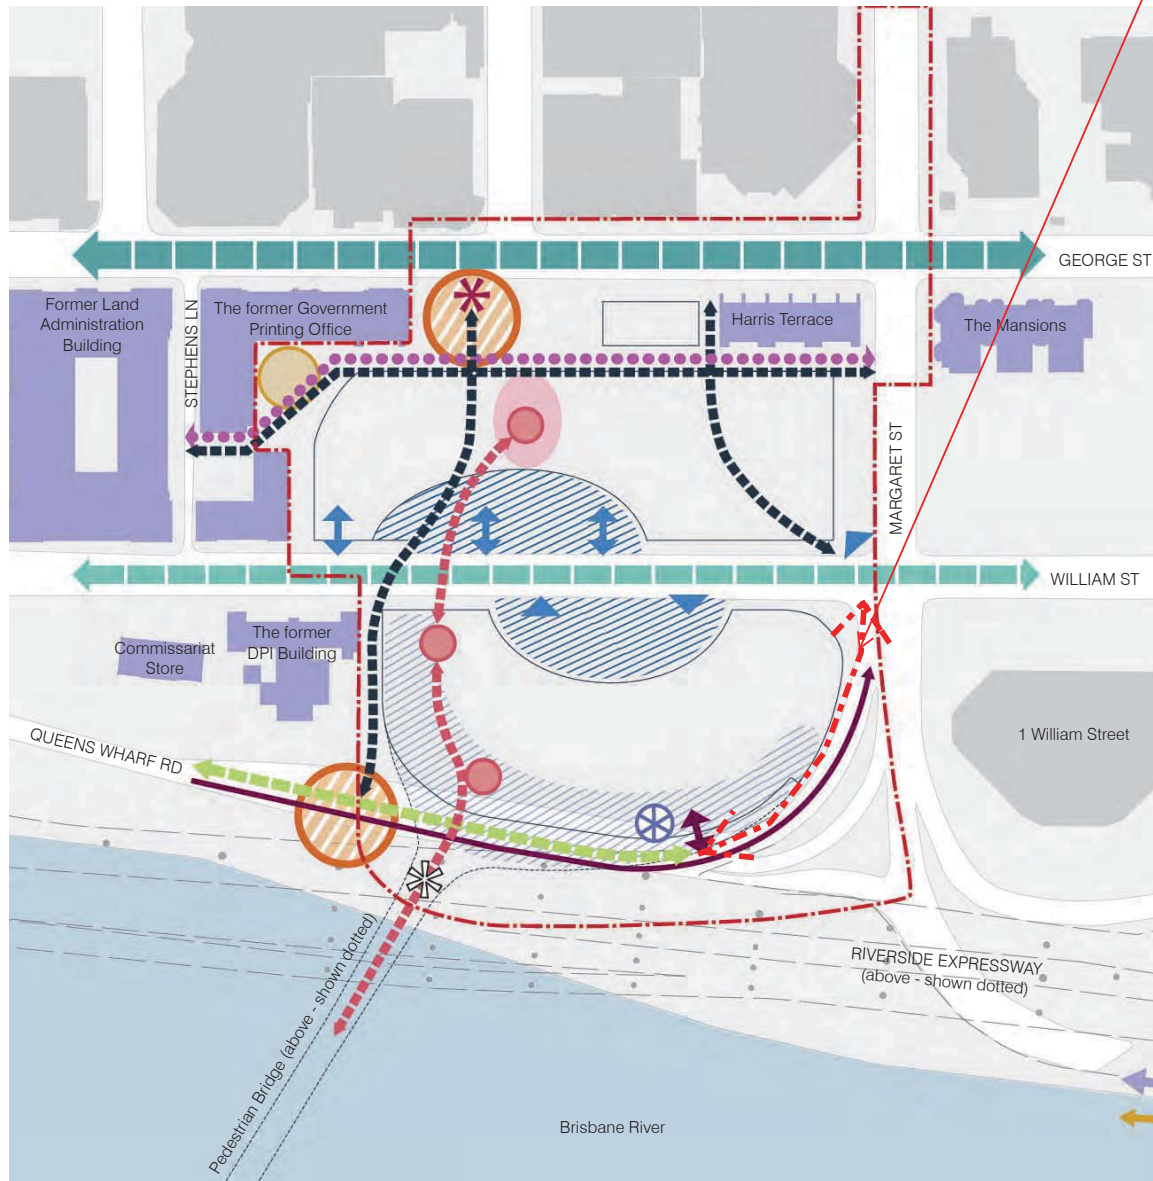 GEORGE ST
Former Land
Administration
Building
STEPHENS LN
The former Government
Printing Office
Harris Terrace
The Mansions
MARGARET ST
WILLIAM ST
Commissariat
Store
The former
DPI Building
QUEENS WHARF RD
1 William Street
RIVERSIDE EXPRESSWAY
(above - shown dotted)
Pedestrian Bridge (above - shown dotted)
Brisbane River